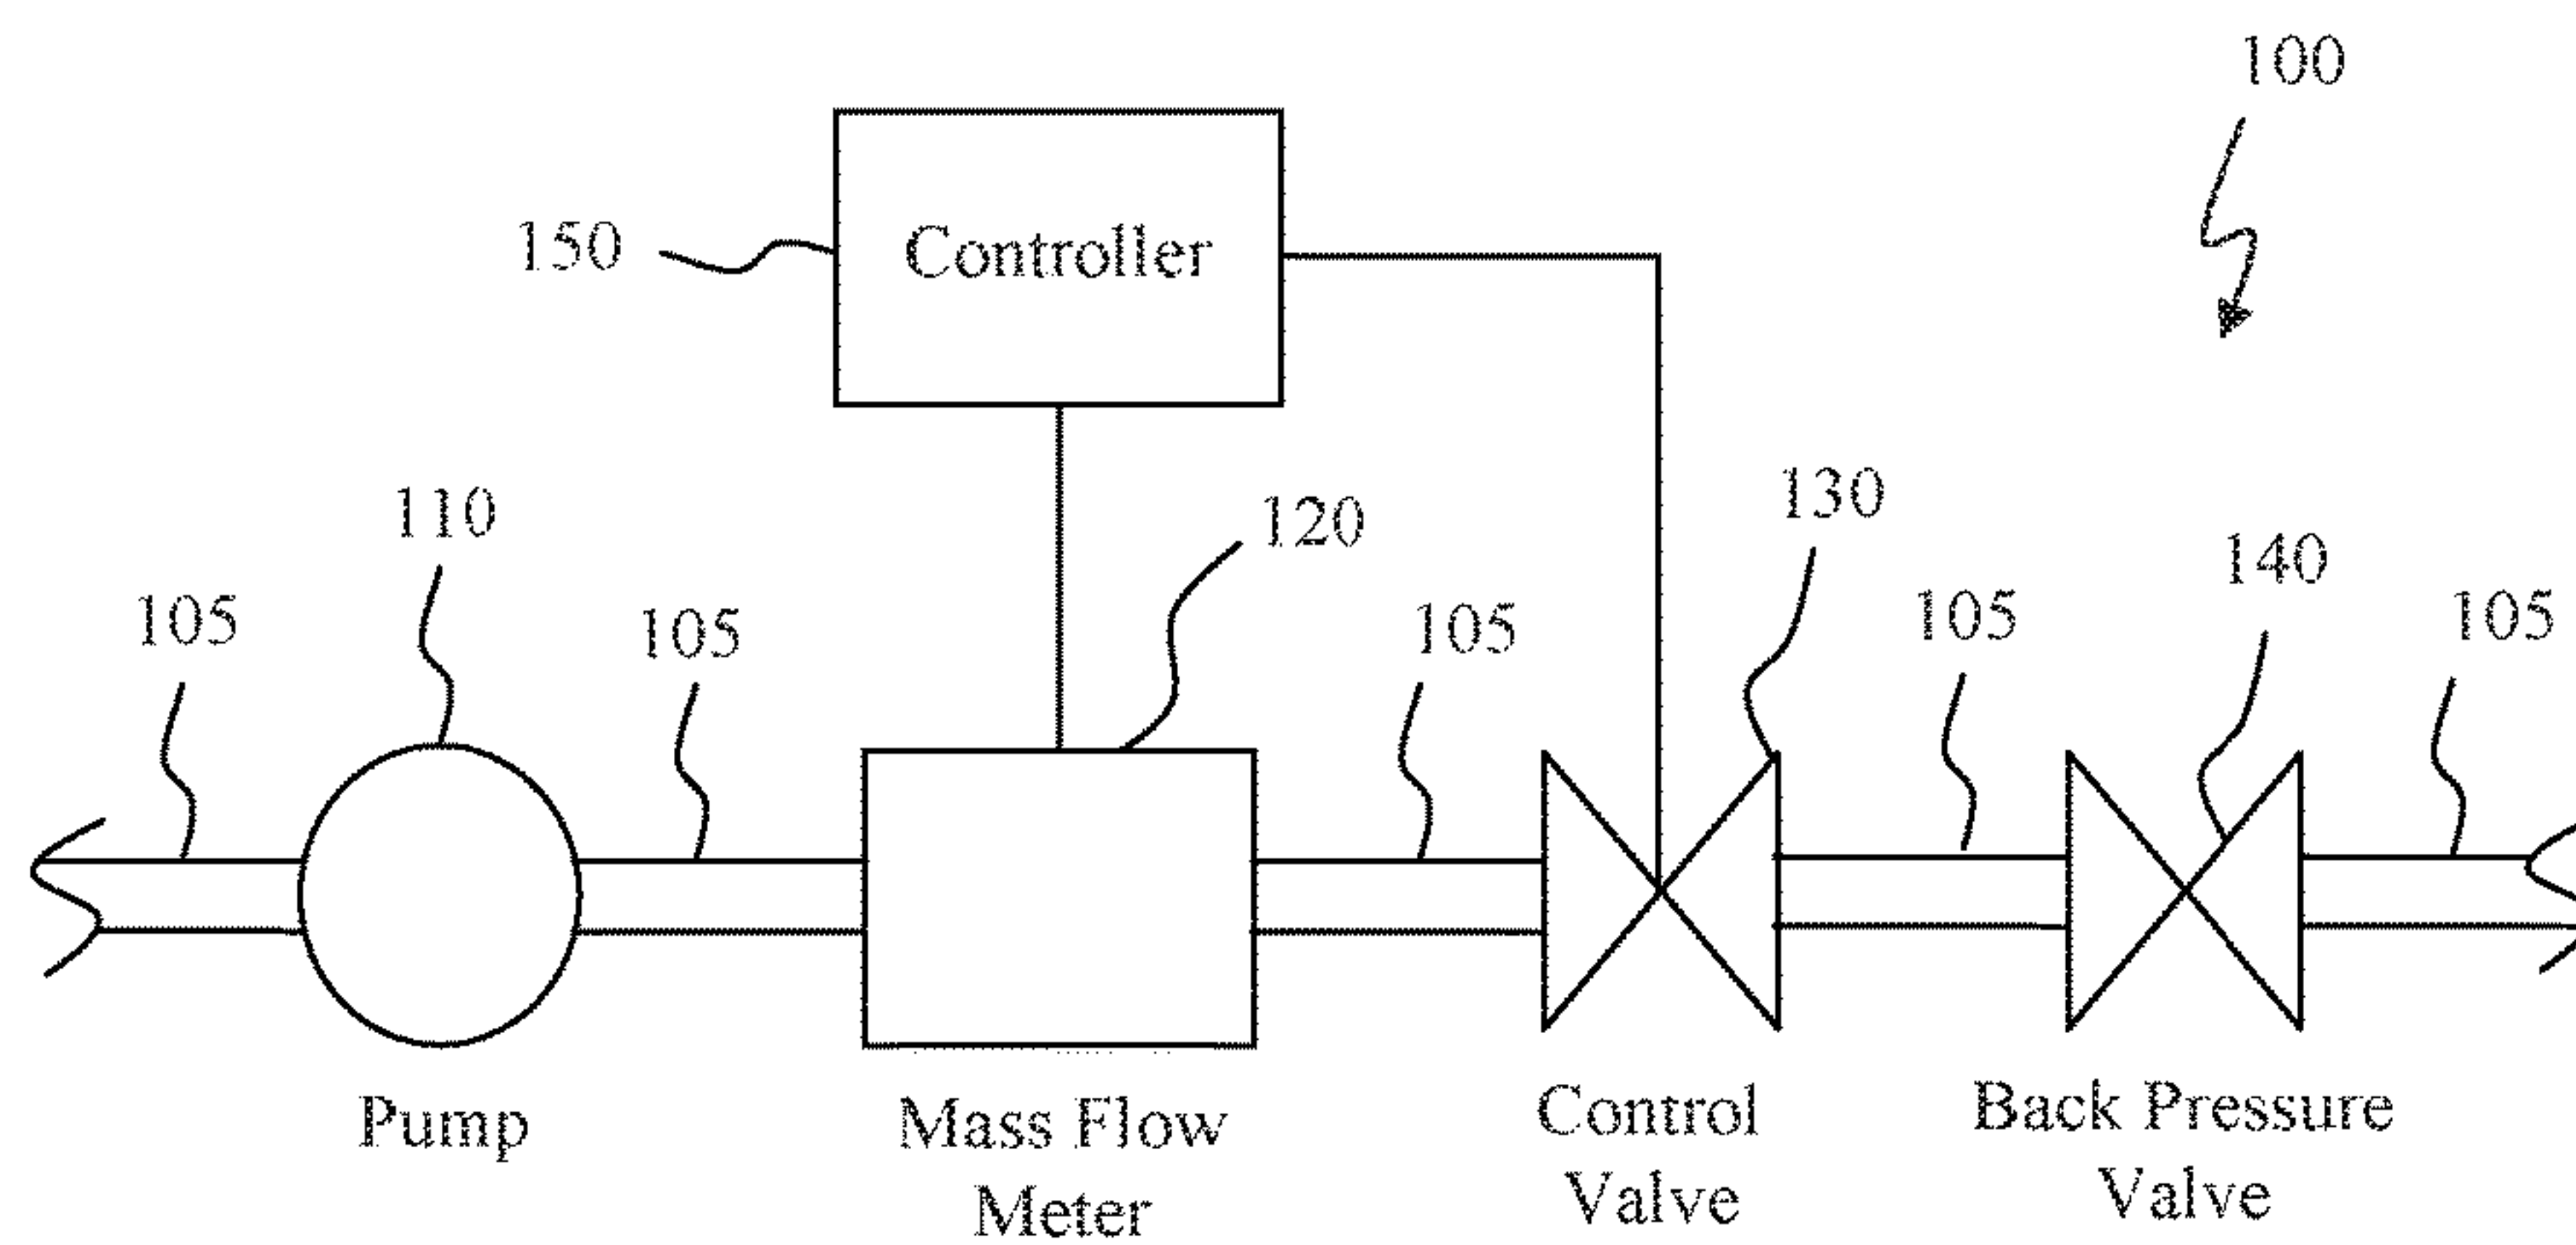 100
150
Controller
110
120
130
140
105
105
105
105
105
Pump
Mass Flow
Meter
Control
Valve
Back Pressure
Valve